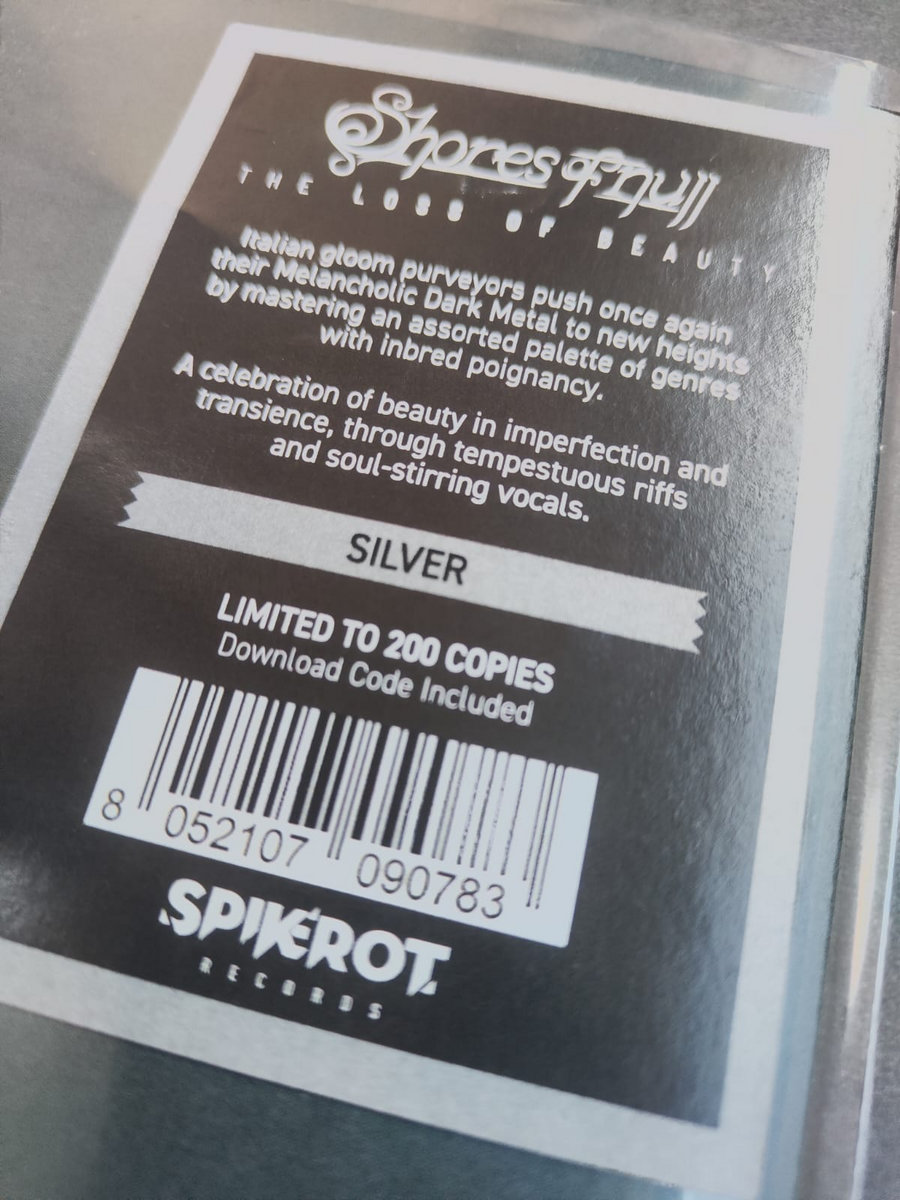 Shores of Null
THE LOSS OF BEAUTY
Italian gloom purveyors push once again
their Melancholic Dark Metal to new heights
by mastering an assorted palette of genres
with inbred poignancy.
A celebration of beauty in imperfection and
transience, through tempestuous riffs
and soul-stirring vocals.
SILVER
LIMITED TO 200 COPIES
Download Code Included
8 052107 090783
SPIKEROT
RECORDS